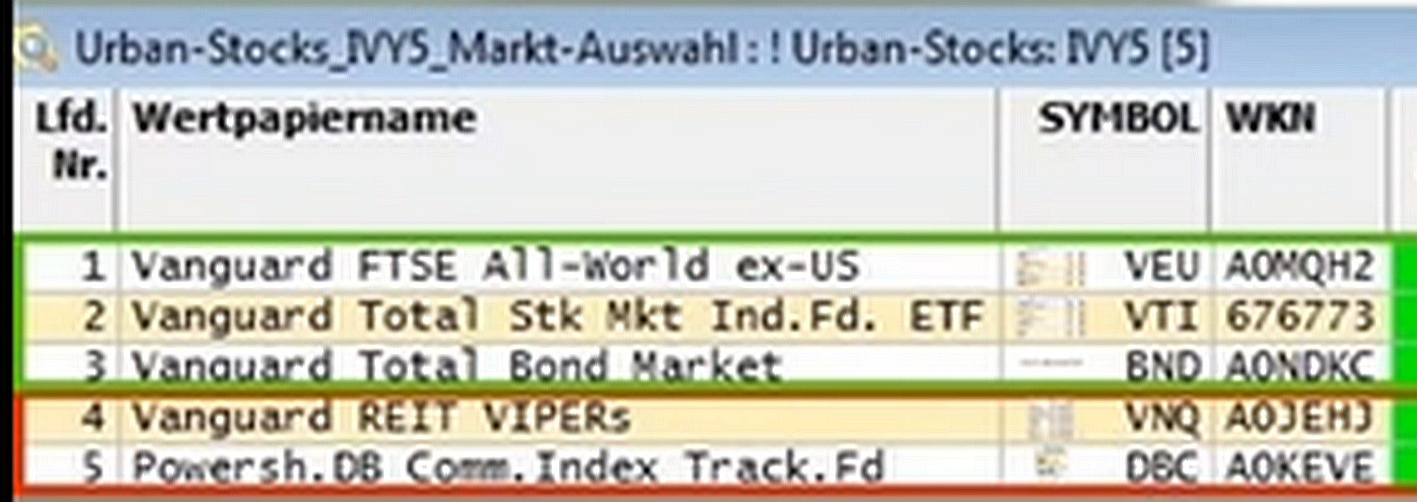 Urban-Stocks_IVY5_Markt-Auswahl : ! Urban-Stocks: IVY5 [5]
Lfd. Nr. Wertpapiername SYMBOL WKN
1 Vanguard FTSE All-World ex-US VEU A0MQH2
2 Vanguard Total Stk Mkt Ind.Fd. ETF VTI 676773
3 Vanguard Total Bond Market BND A0NDKC
4 Vanguard REIT VIPERs VNQ A0JEHJ
5 Powersh.DB Comm.Index Track.Fd DBC A0KEVE